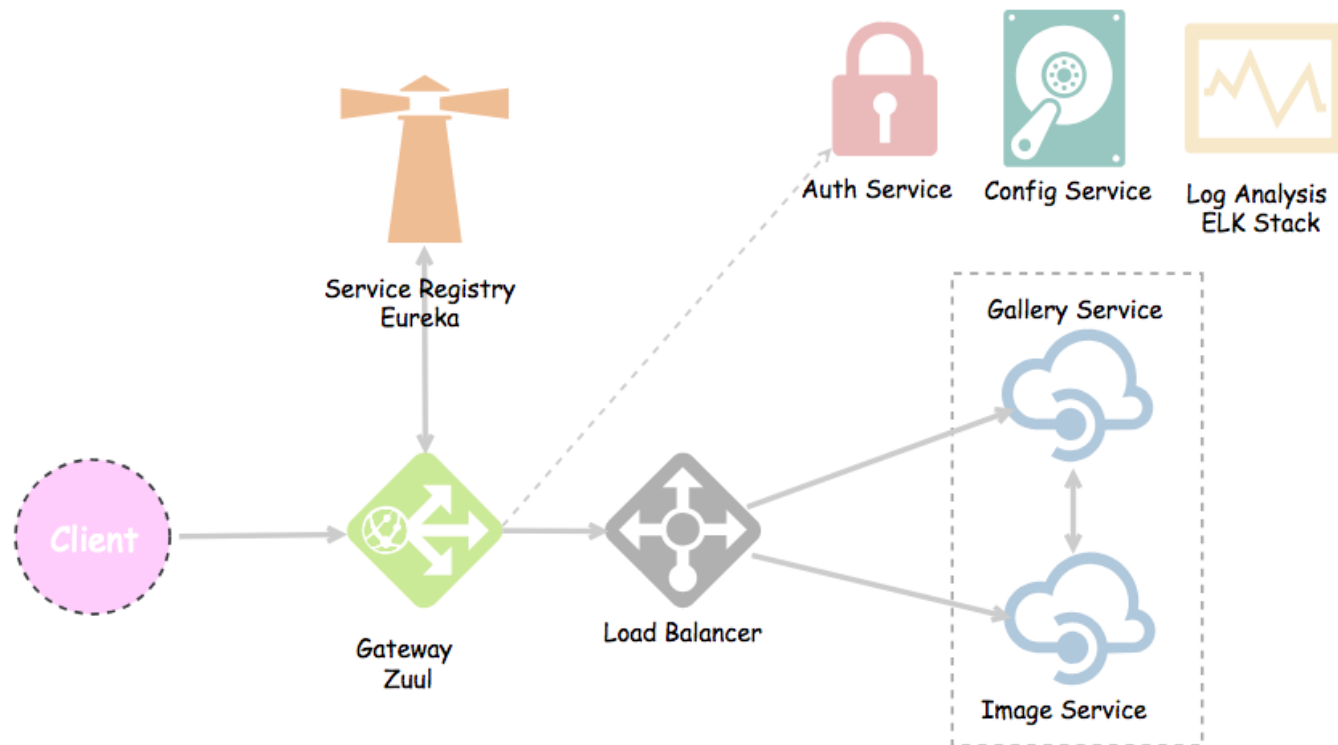 Auth Service
Config Service
Log Analysis
ELK Stack
Service Registry
Eureka
Gallery Service
Client
Load Balancer
Gateway
Zuul
Image Service